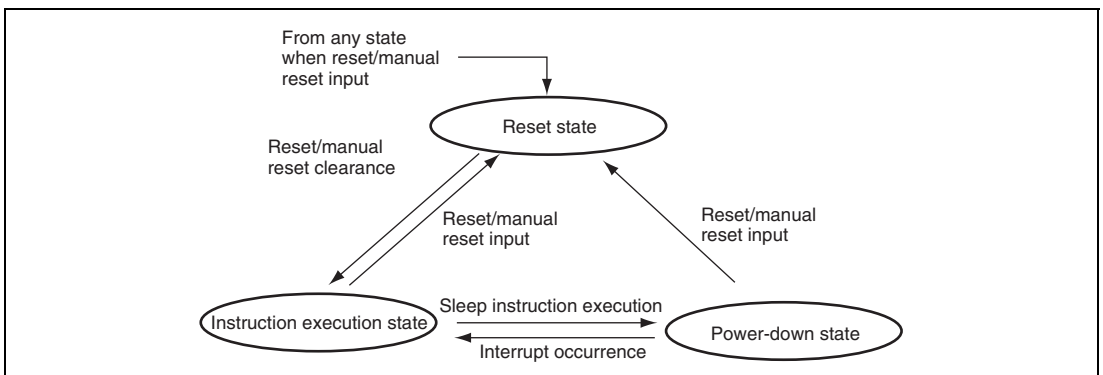 From any state
when reset/manual
reset input
Reset state
Reset/manual
reset clearance
Reset/manual
reset input
Reset/manual
reset input
Instruction execution state
Sleep instruction execution
Interrupt occurrence
Power-down state